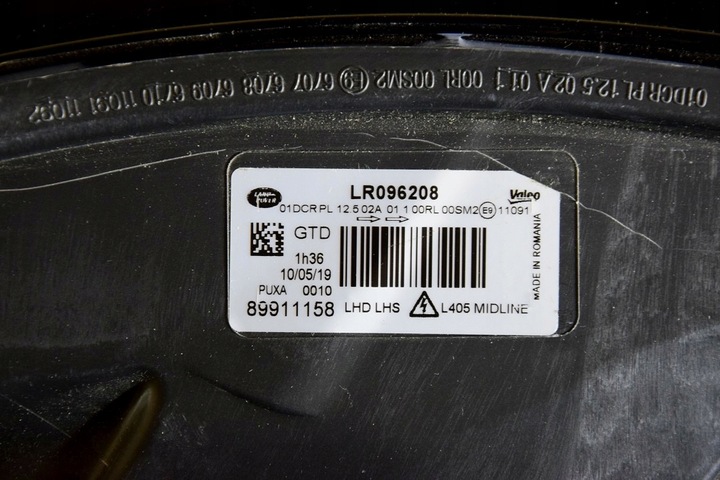 01DCR PL 12.5 02A 01 1 00RL 00SM2 E9 6707 6708 6709 6710 11091 11092
LAND ROVER
LR096208
Valeo
01DCR PL 12 5 02A 01 1 00RL 00SM2 E9 11091
GTD
1h36
10/05/19
PUXA 0010
89911158
LHD LHS
L405 MIDLINE
MADE IN ROMANIA